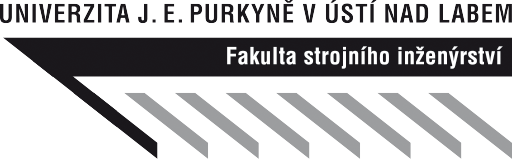 UNIVERZITA J. E. PURKYNĚ V ÚSTÍ NAD LABEM
Fakulta strojního inženýrství